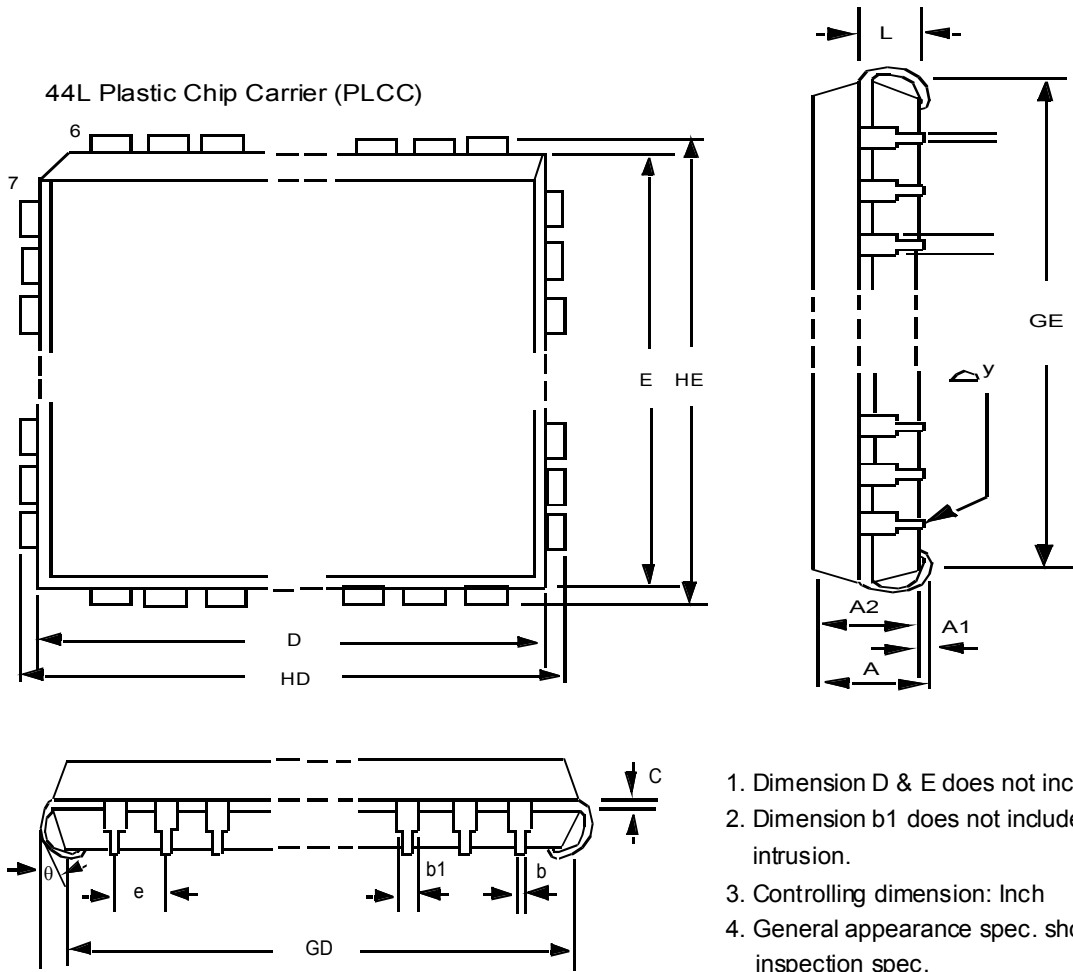 44L Plastic Chip Carrier (PLCC)
6
7
E
HE
D
HD
L
GE
y
A2
A1
A
C
θ
e
b1
b
GD
1. Dimension D & E does not inc
2. Dimension b1 does not include
intrusion.
3. Controlling dimension: Inch
4. General appearance spec. sho
inspection spec.